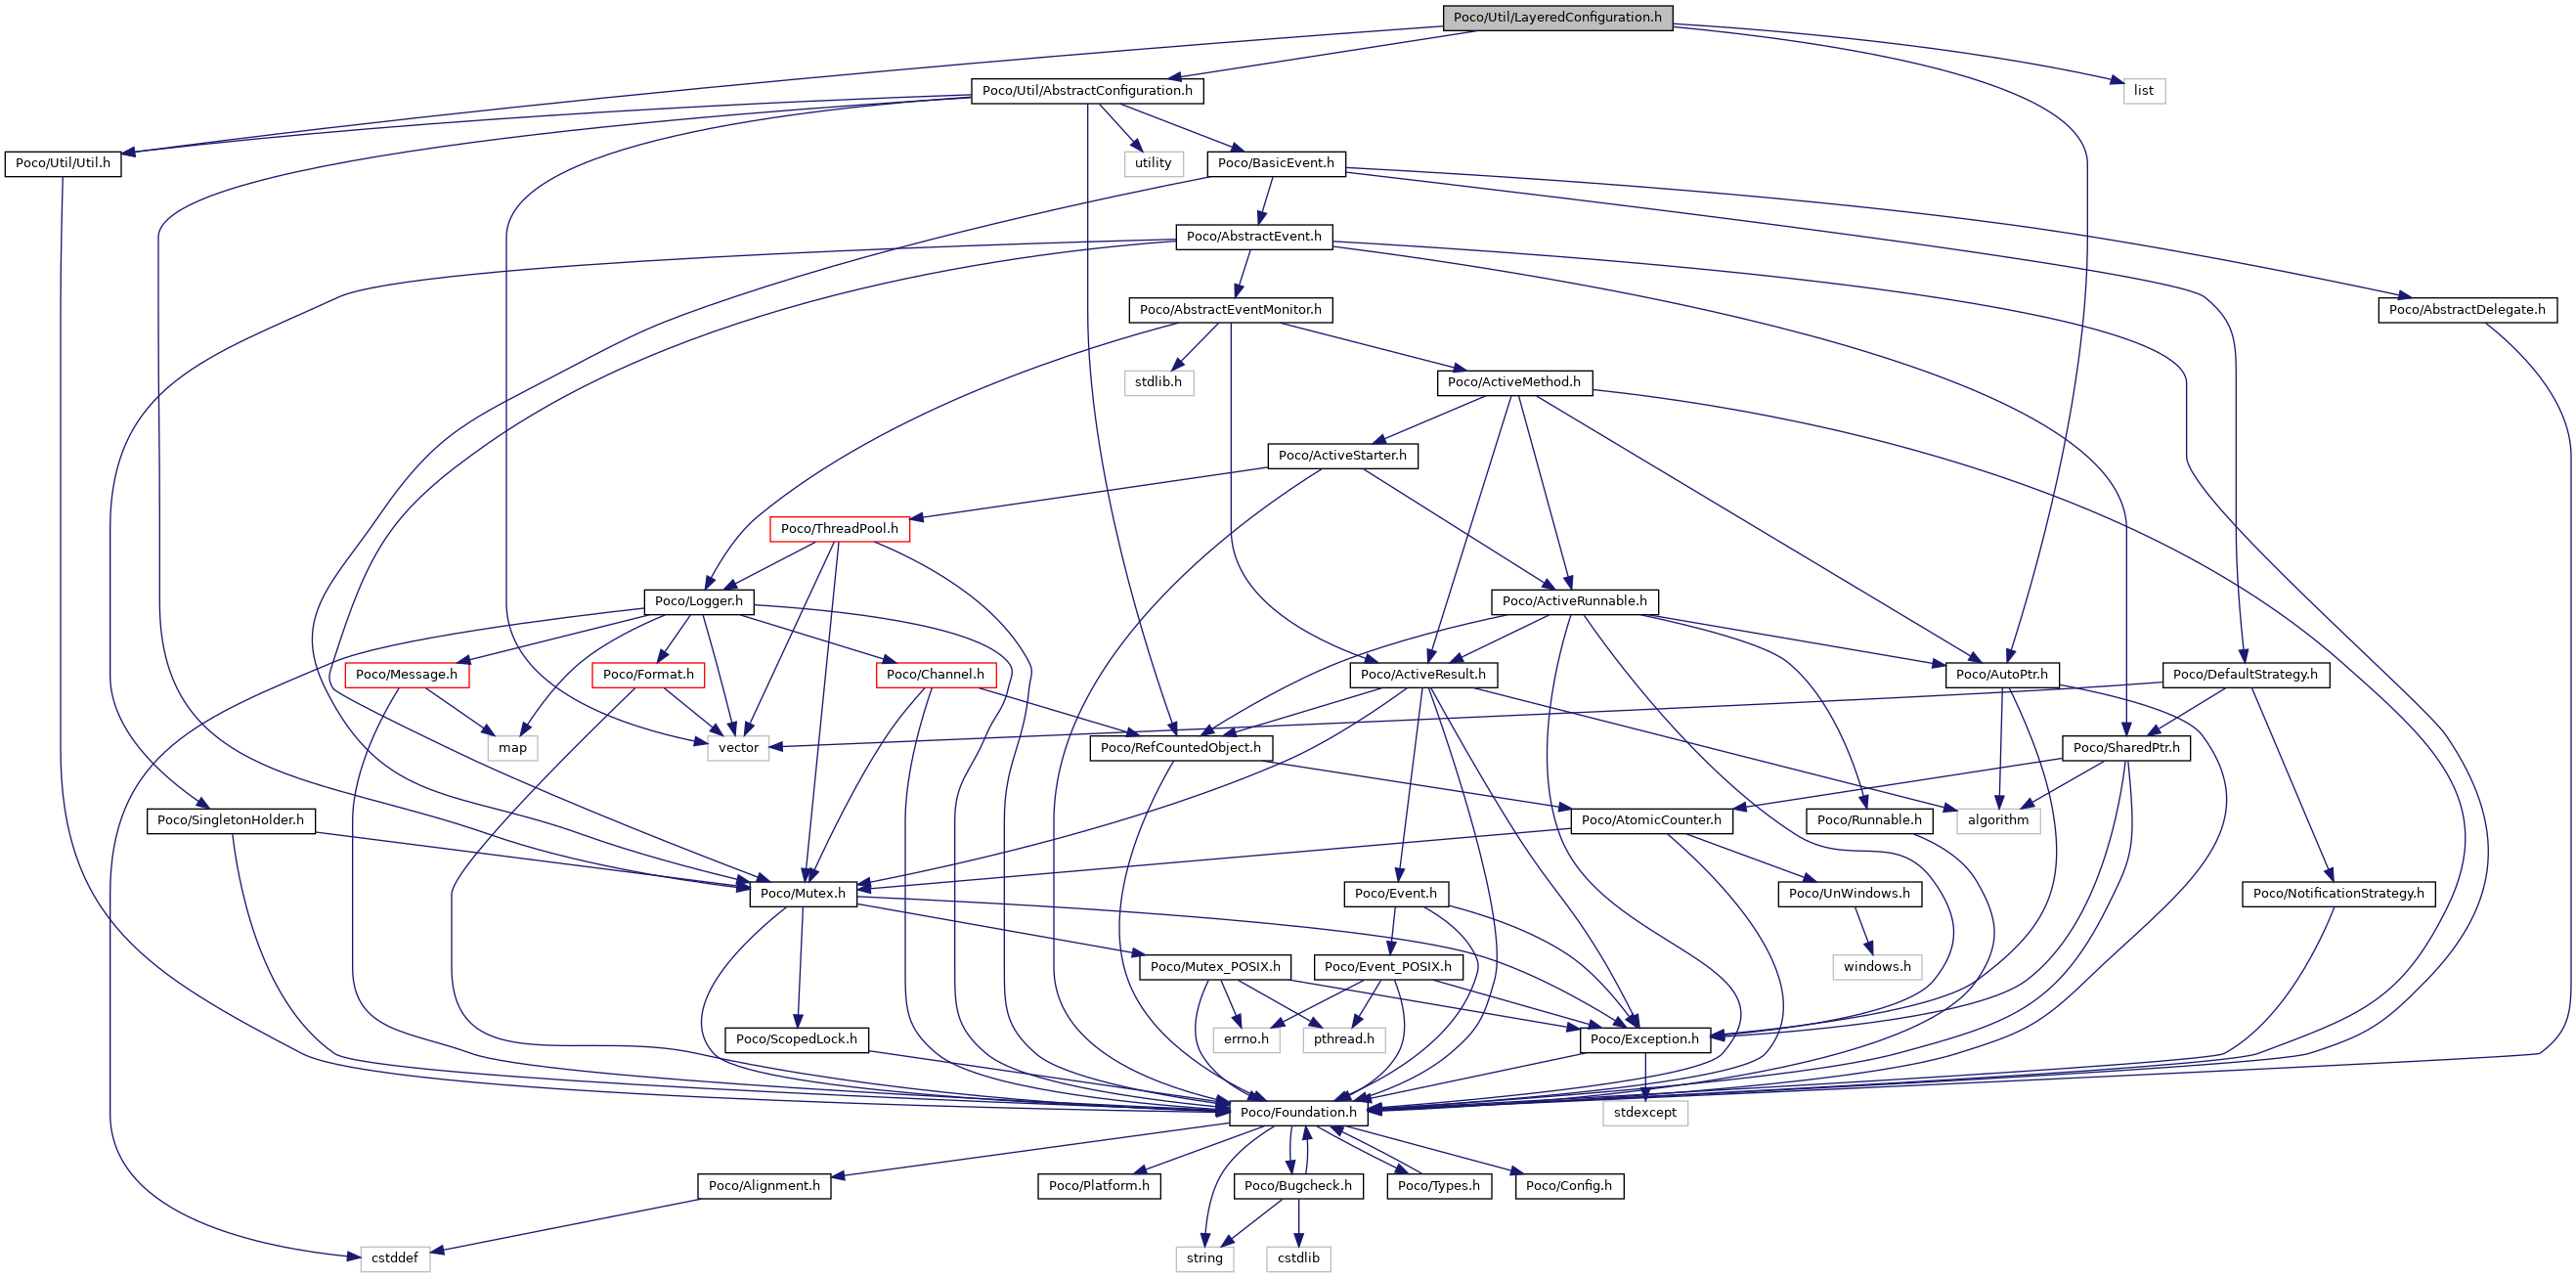 Poco/Util/LayeredConfiguration.h
Poco/Util/AbstractConfiguration.h
list
Poco/Util/Util.h
utility
Poco/BasicEvent.h
Poco/AbstractEvent.h
Poco/AbstractEventMonitor.h
Poco/AbstractDelegate.h
stdlib.h
Poco/ActiveMethod.h
Poco/ActiveStarter.h
Poco/ThreadPool.h
Poco/Logger.h
Poco/ActiveRunnable.h
Poco/Message.h
Poco/Format.h
Poco/Channel.h
Poco/ActiveResult.h
Poco/AutoPtr.h
Poco/DefaultStrategy.h
map
vector
Poco/RefCountedObject.h
Poco/SharedPtr.h
Poco/SingletonHolder.h
Poco/AtomicCounter.h
Poco/Runnable.h
algorithm
Poco/Mutex.h
Poco/Event.h
Poco/UnWindows.h
Poco/NotificationStrategy.h
Poco/Mutex_POSIX.h
Poco/Event_POSIX.h
windows.h
Poco/ScopedLock.h
errno.h
pthread.h
Poco/Exception.h
Poco/Foundation.h
stdexcept
Poco/Alignment.h
Poco/Platform.h
Poco/Bugcheck.h
Poco/Types.h
Poco/Config.h
cstddef
string
cstdlib